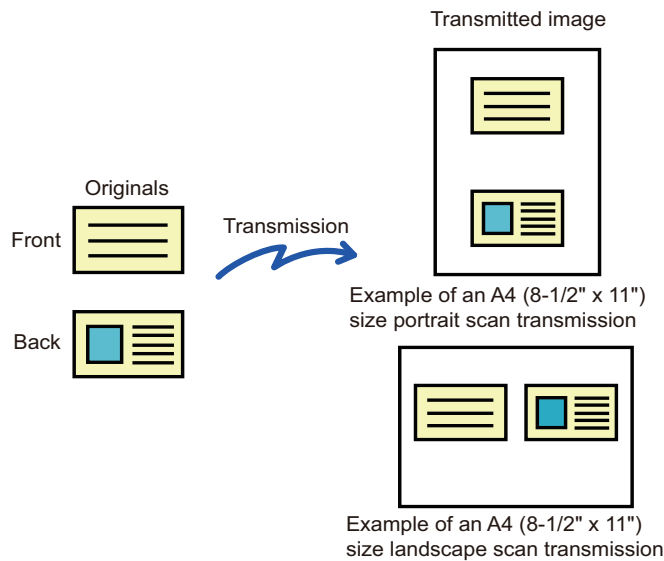 Transmitted image
Originals
Front
Transmission
Back
Example of an A4 (8-1/2" x 11")
size portrait scan transmission
Example of an A4 (8-1/2" x 11")
size landscape scan transmission